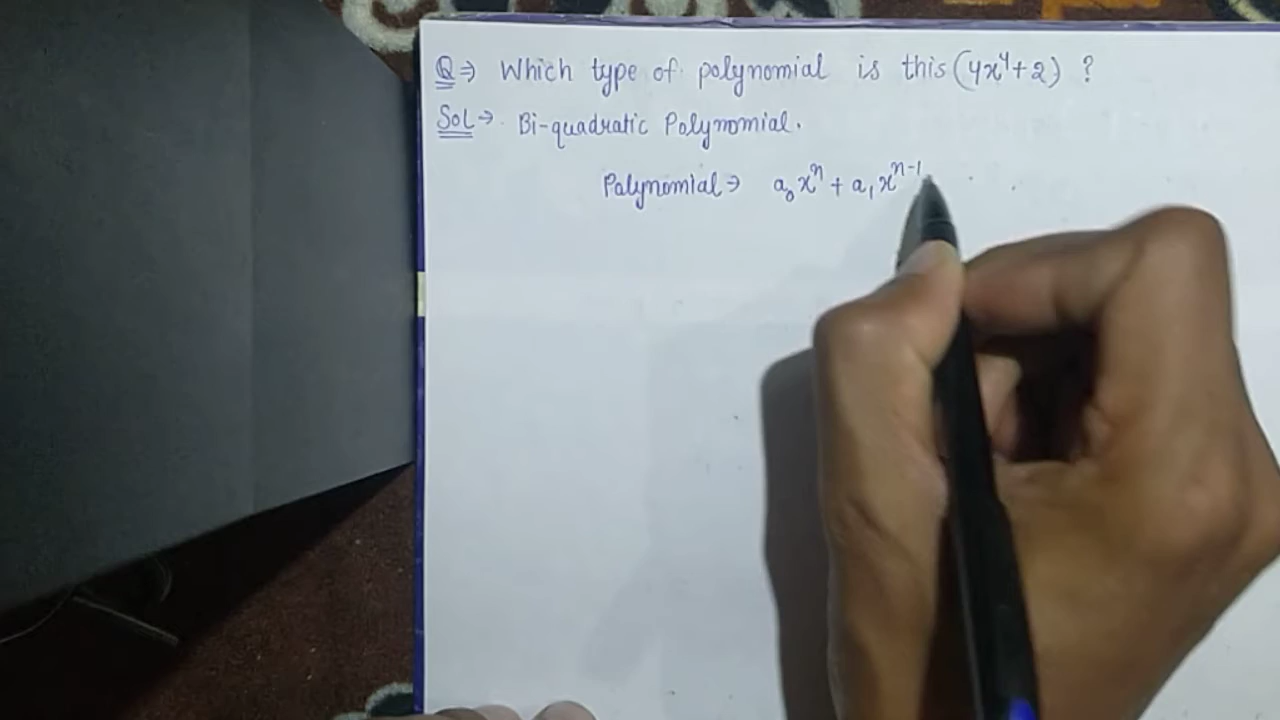 Q⇒ Which type of polynomial is this (4x⁴+2) ?
Sol→ Bi-quadratic Polynomial.
Polynomial⇒ a₀xⁿ + a₁xⁿ⁻¹